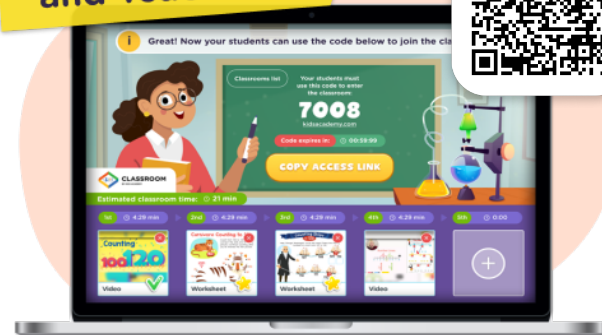 and
Great! Now your students can use the code below to join the
Classrooms list
Your students must
use this code to enter
the classroom
7008
kidsacademy.com
Code expires in: 00:59:99
COPY ACCESS LINK
CLASSROOM
Estimated classroom time: 21 min
1st 4:29 min
2nd 4:29 min
3rd 4:29 min
4th 4:29 min
5th 0:00
Counting
100 120
Video
Worksheet
Worksheet
Video